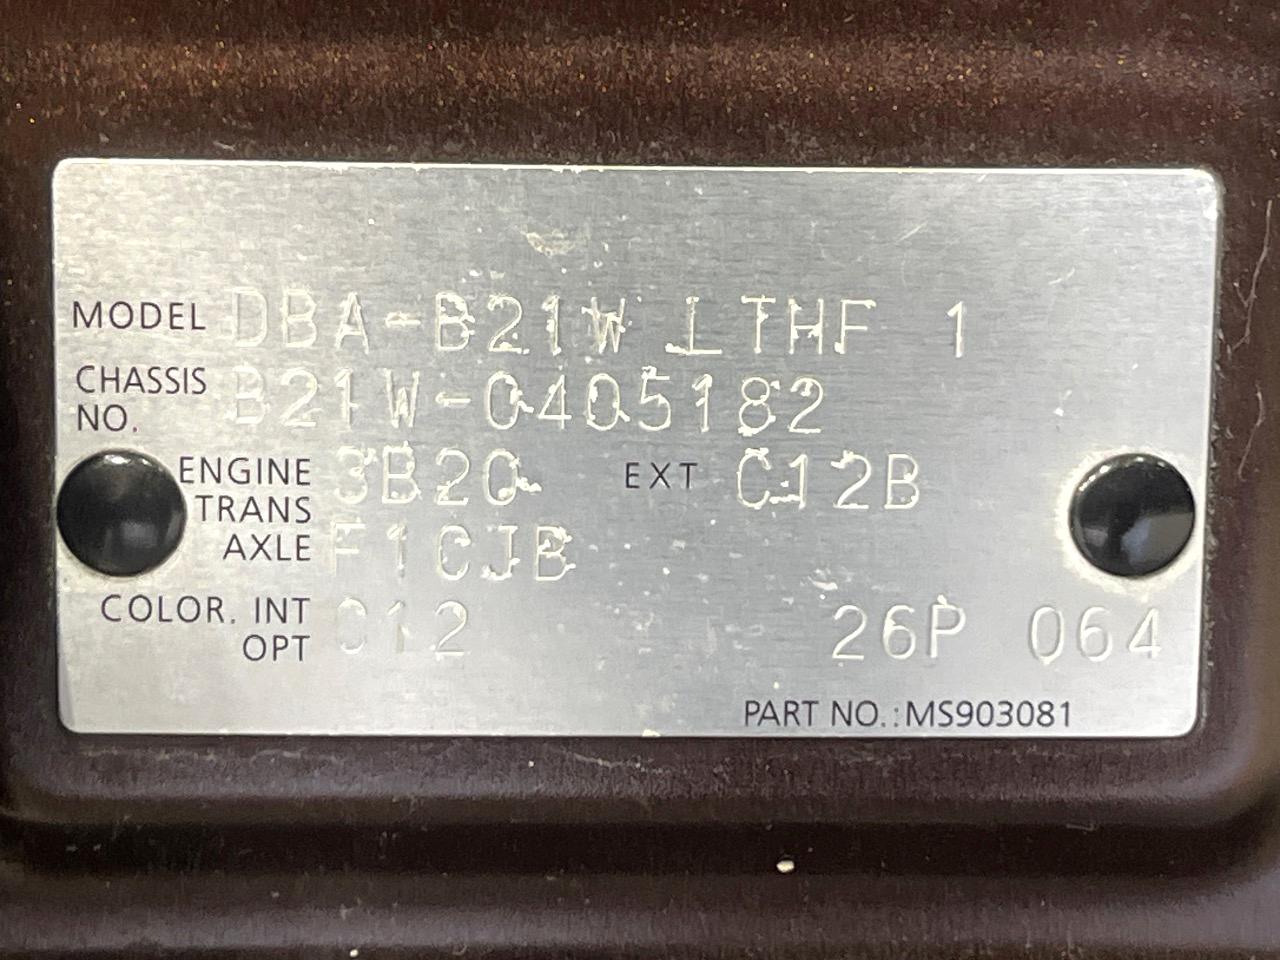 MODEL DBA-B21W LTHF 1
CHASSIS NO. B21W-0405182
ENGINE 3B20 EXT C12B
TRANS AXLE F1CJB
COLOR. INT OPT C12 26P 064
PART NO.:MS903081